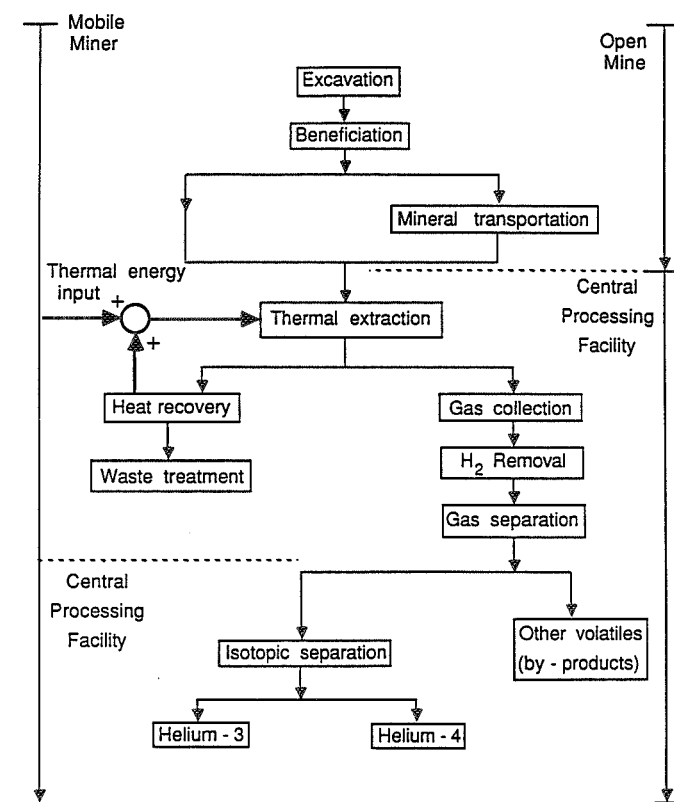 Mobile
Miner
Open
Mine
Excavation
Beneficiation
Mineral transportation
Thermal energy
input
+
+
Thermal extraction
Central
Processing
Facility
Heat recovery
Gas collection
Waste treatment
H2 Removal
Gas separation
Central
Processing
Facility
Isotopic separation
Other volatiles
(by - products)
Helium - 3
Helium - 4